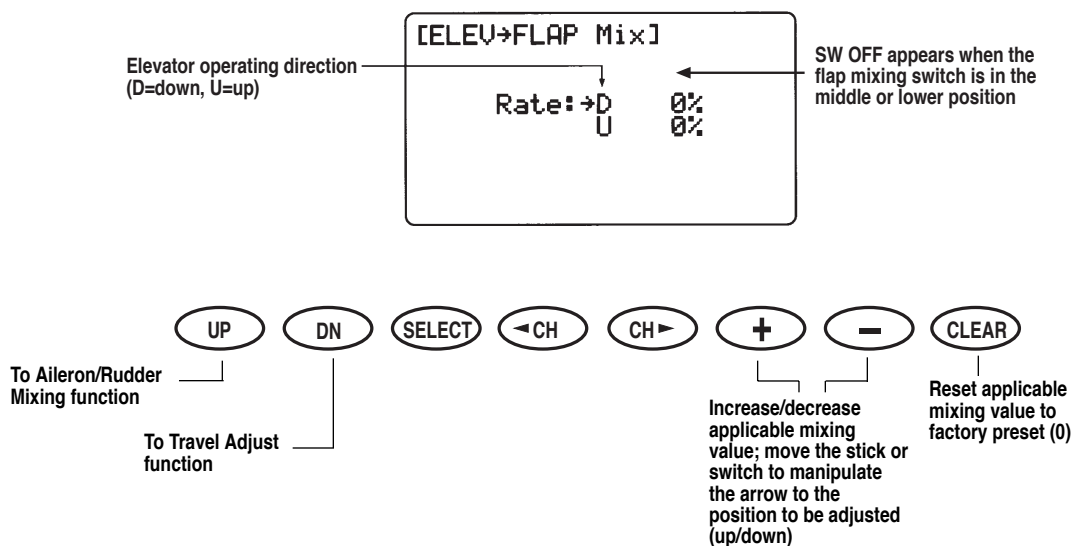 [ELEV→FLAP Mix]
Elevator operating direction
(D=down, U=up)
SW OFF appears when the
flap mixing switch is in the
middle or lower position
Rate:→D 0%
U 0%
UP
DN
SELECT
◄CH
CH►
+
–
CLEAR
To Aileron/Rudder
Mixing function
To Travel Adjust
function
Increase/decrease
applicable mixing
value; move the stick or
switch to manipulate
the arrow to the
position to be adjusted
(up/down)
Reset applicable
mixing value to
factory preset (0)